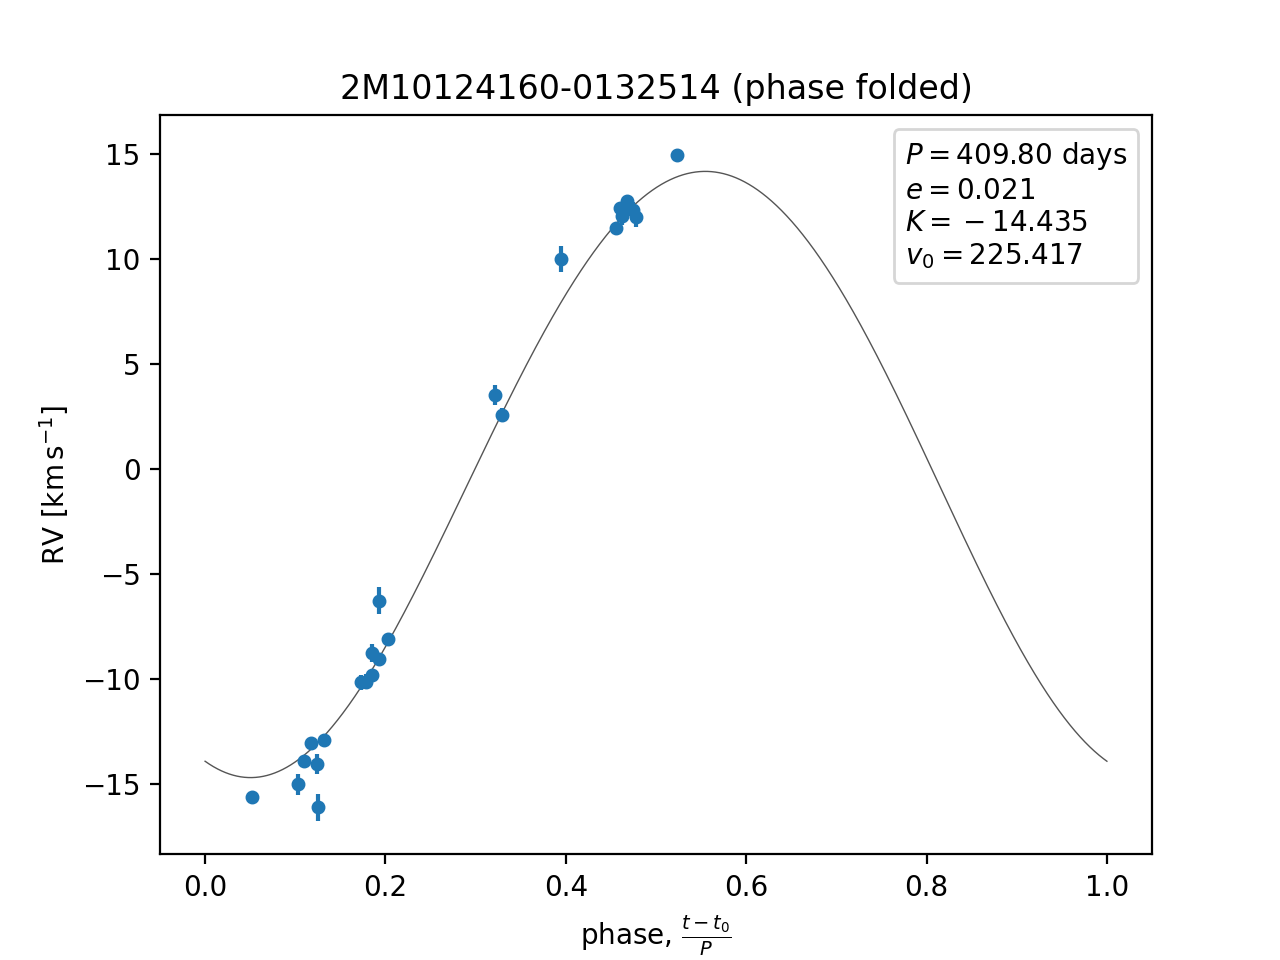 2M10124160-0132514 (phase folded)
P = 409.80 days
e = 0.021
K = −14.435
v₀ = 225.417
RV [km s⁻¹]
15
10
5
0
−5
−10
−15
0.0 0.2 0.4 0.6 0.8 1.0
phase, (t − t₀)/P